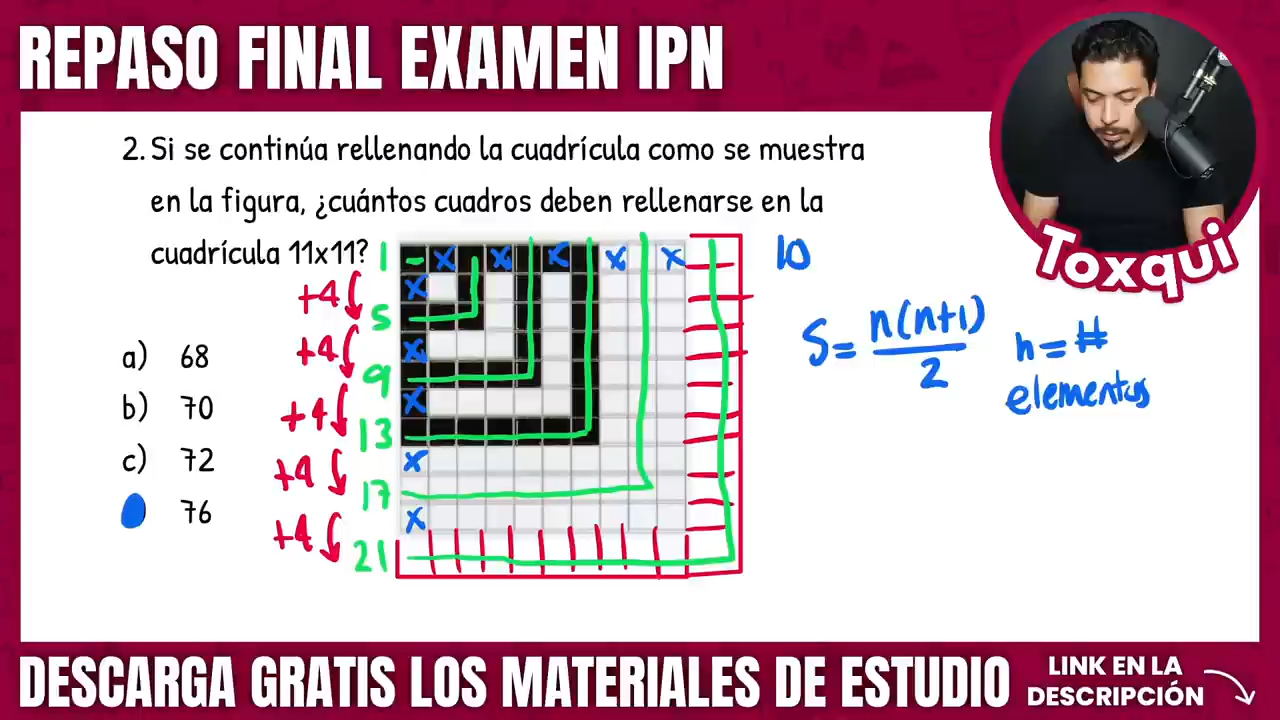 REPASO FINAL EXAMEN IPN
Toxqui
2. Si se continúa rellenando la cuadrícula como se muestra
en la figura, ¿cuántos cuadros deben rellenarse en la
cuadrícula 11x11?
a) 68
b) 70
c) 72
76
1
+4
5
+4
9
+4
13
+4
17
+4
21
x x x x x
x
x
x
x
x
10
S = n(n+1)
2
n = #
elementos
DESCARGA GRATIS LOS MATERIALES DE ESTUDIO
LINK EN LA
DESCRIPCIÓN